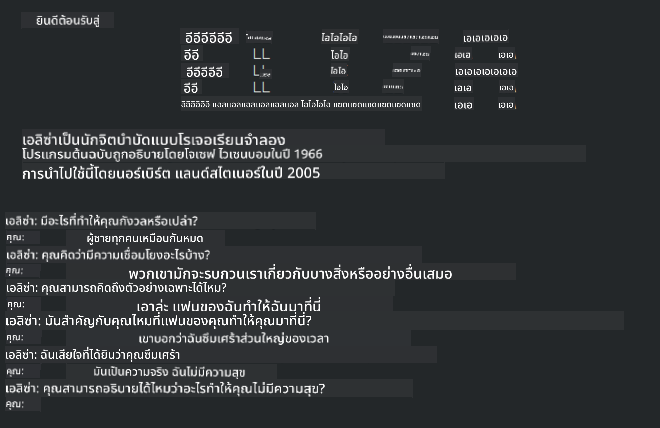 ยินดีต้อนรับสู่
อีอีอีอีอีอี ไอไอไอไอ เอเอเอเอเอ
อีอี LL ไอไอ เอเอ เอเอ
อีอีอีอีอี LL ไอไอ เอเอเอเอเอเอเอ
อีอี LL ไอไอ เอเอ เอเอ
อีอีอีอีอีอี แอลแอลแอลแอลแอลแอล ไอไอไอไอ เอเอ เอเอ
เอลิซ่าเป็นนักจิตบำบัดแบบโรเจอเรียนจำลอง
โปรแกรมต้นฉบับถูกอธิบายโดยโจเซฟ ไวเซนบอมในปี 1966
การนำไปใช้นี้โดยนอร์เบิร์ต แลนด์สไตเนอร์ในปี 2005
เอลิซ่า: มีอะไรที่ทำให้คุณกังวลหรือเปล่า?
คุณ: ผู้ชายทุกคนเหมือนกันหมด
เอลิซ่า: คุณคิดว่ามีความเชื่อมโยงอะไรบ้าง?
คุณ: พวกเขามักจะรบกวนเราเกี่ยวกับบางสิ่งหรืออย่างอื่นเสมอ
เอลิซ่า: คุณสามารถคิดถึงตัวอย่างเฉพาะได้ไหม?
คุณ: เอาล่ะ แฟนของฉันทำให้ฉันมาที่นี่
เอลิซ่า: มันสำคัญกับคุณไหมที่แฟนของคุณทำให้คุณมาที่นี่?
คุณ: เขาบอกว่าฉันซึมเศร้าส่วนใหญ่ของเวลา
เอลิซ่า: ฉันเสียใจที่ได้ยินว่าคุณซึมเศร้า
คุณ: มันเป็นความจริง ฉันไม่มีความสุข
เอลิซ่า: คุณสามารถอธิบายได้ไหมว่าอะไรทำให้คุณไม่มีความสุข?
คุณ: